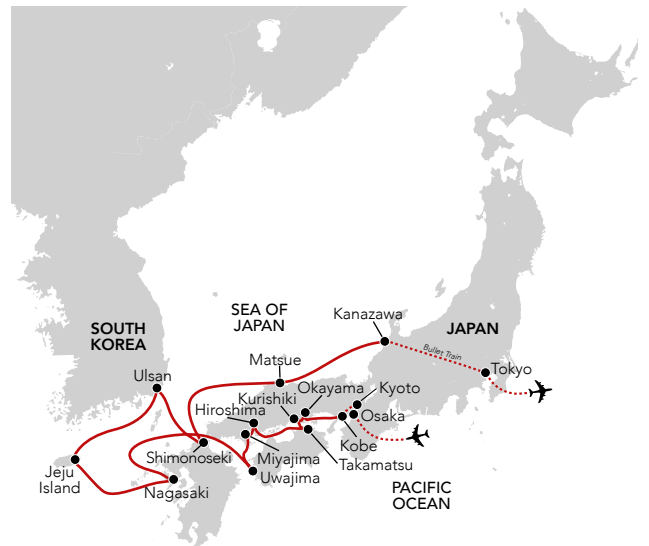 SEA OF
JAPAN
Kanazawa
JAPAN
SOUTH
KOREA
Bullet Train
Matsue
Tokyo
Ulsan
Okayama
Kyoto
Kurishiki
Hiroshima
Osaka
Kobe
Shimonoseki
Miyajima
Takamatsu
Jeju
Island
Uwajima
Nagasaki
PACIFIC
OCEAN